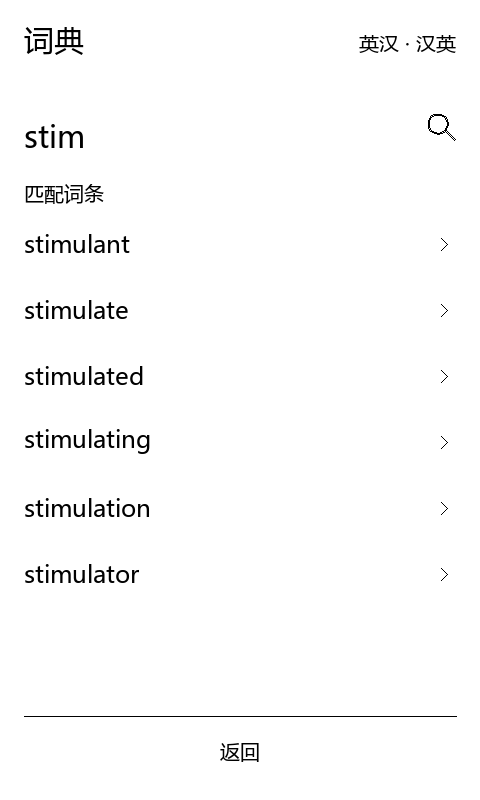 词典
英汉 · 汉英
stim
匹配词条
stimulant
stimulate
stimulated
stimulating
stimulation
stimulator
返回